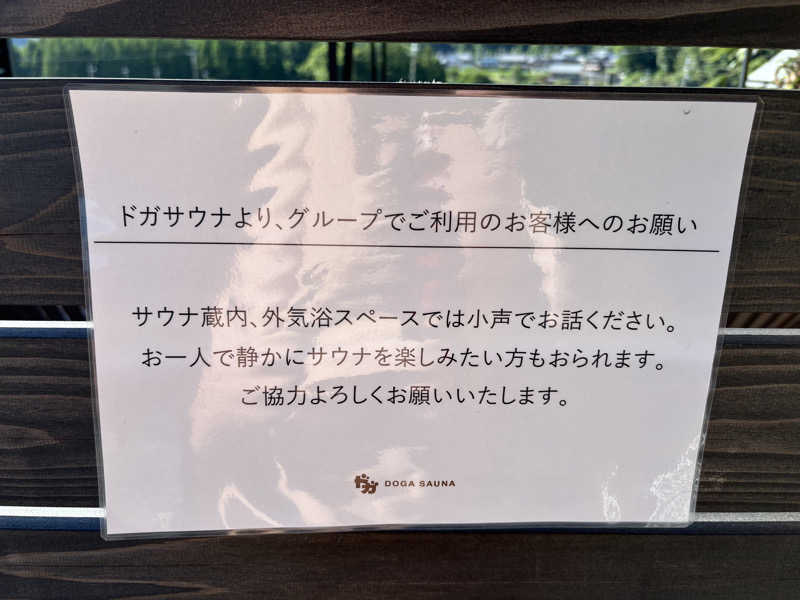 ドガサウナより、グループでご利用のお客様へのお願い
サウナ蔵内、外気浴スペースでは小声でお話ください。
お一人で静かにサウナを楽しみたい方もおられます。
ご協力よろしくお願いいたします。
DOGA SAUNA